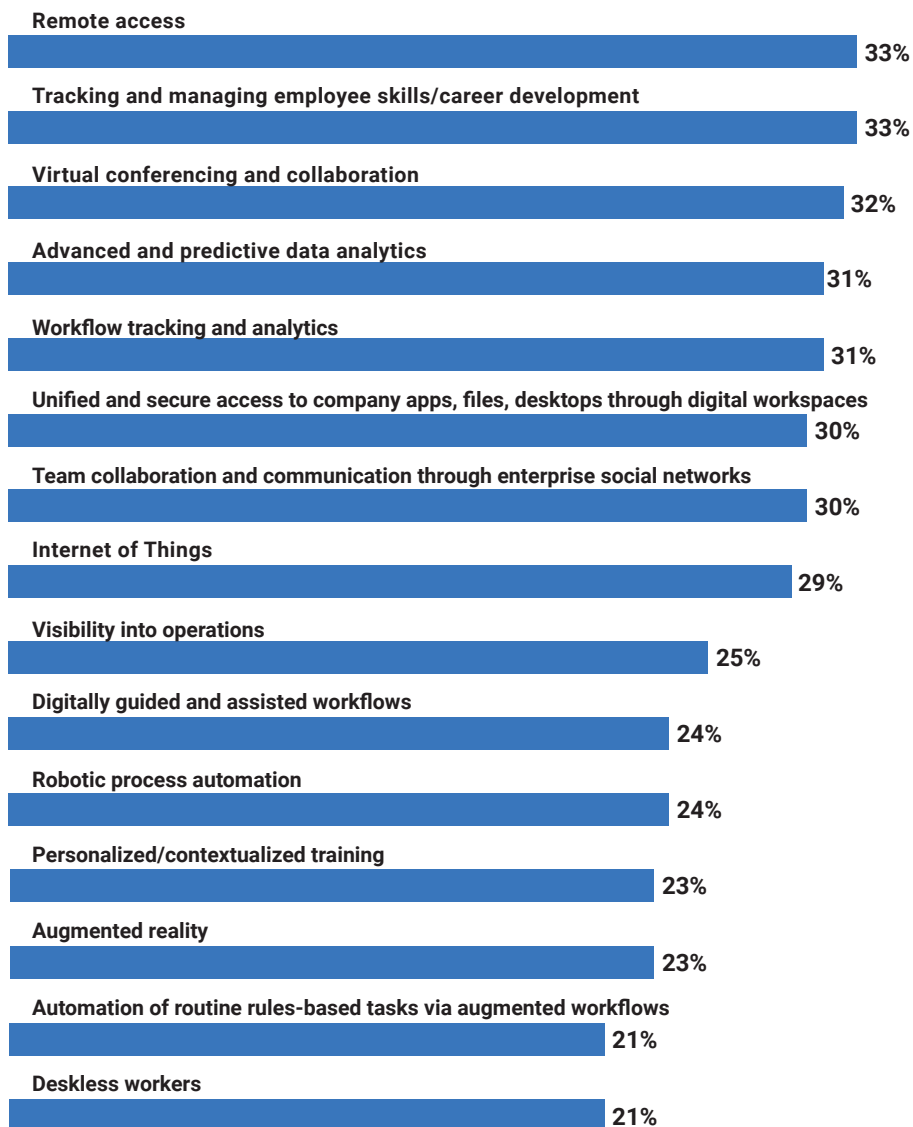 Remote access
33%
Tracking and managing employee skills/career development
33%
Virtual conferencing and collaboration
32%
Advanced and predictive data analytics
31%
Workflow tracking and analytics
31%
Unified and secure access to company apps, files, desktops through digital workspaces
30%
Team collaboration and communication through enterprise social networks
30%
Internet of Things
29%
Visibility into operations
25%
Digitally guided and assisted workflows
24%
Robotic process automation
24%
Personalized/contextualized training
23%
Augmented reality
23%
Automation of routine rules-based tasks via augmented workflows
21%
Deskless workers
21%